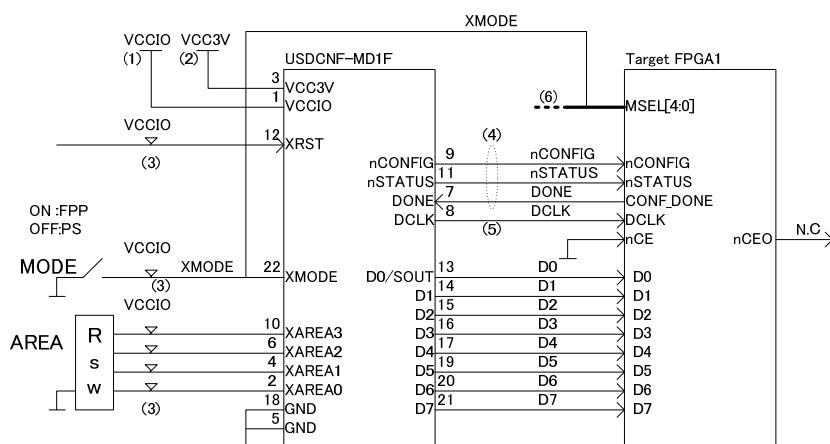 XMODE
VCCIO VCC3V
(1) (2)
USDCNF-MD1F
Target FPGA1
3 VCC3V
1 VCCIO
(6) MSEL[4:0]
VCCIO
12 XRST
(3)
(4)
nCONFIG 9 nCONFIG nCONFIG
nSTATUS 11 nSTATUS nSTATUS
DONE 7 DONE CONF_DONE
DCLK 8 DCLK DCLK
(5)
nCE
nCEO N.C
ON :FPP
OFF:PS
VCCIO
MODE
XMODE 22 XMODE
(3)
D0/SOUT 13 D0 D0
D1 14 D1 D1
D2 15 D2 D2
D3 16 D3 D3
D4 17 D4 D4
D5 19 D5 D5
D6 20 D6 D6
D7 21 D7 D7
VCCIO
AREA
R
s
w
10 XAREA3
6 XAREA2
4 XAREA1
2 XAREA0
(3)
18 GND
5 GND